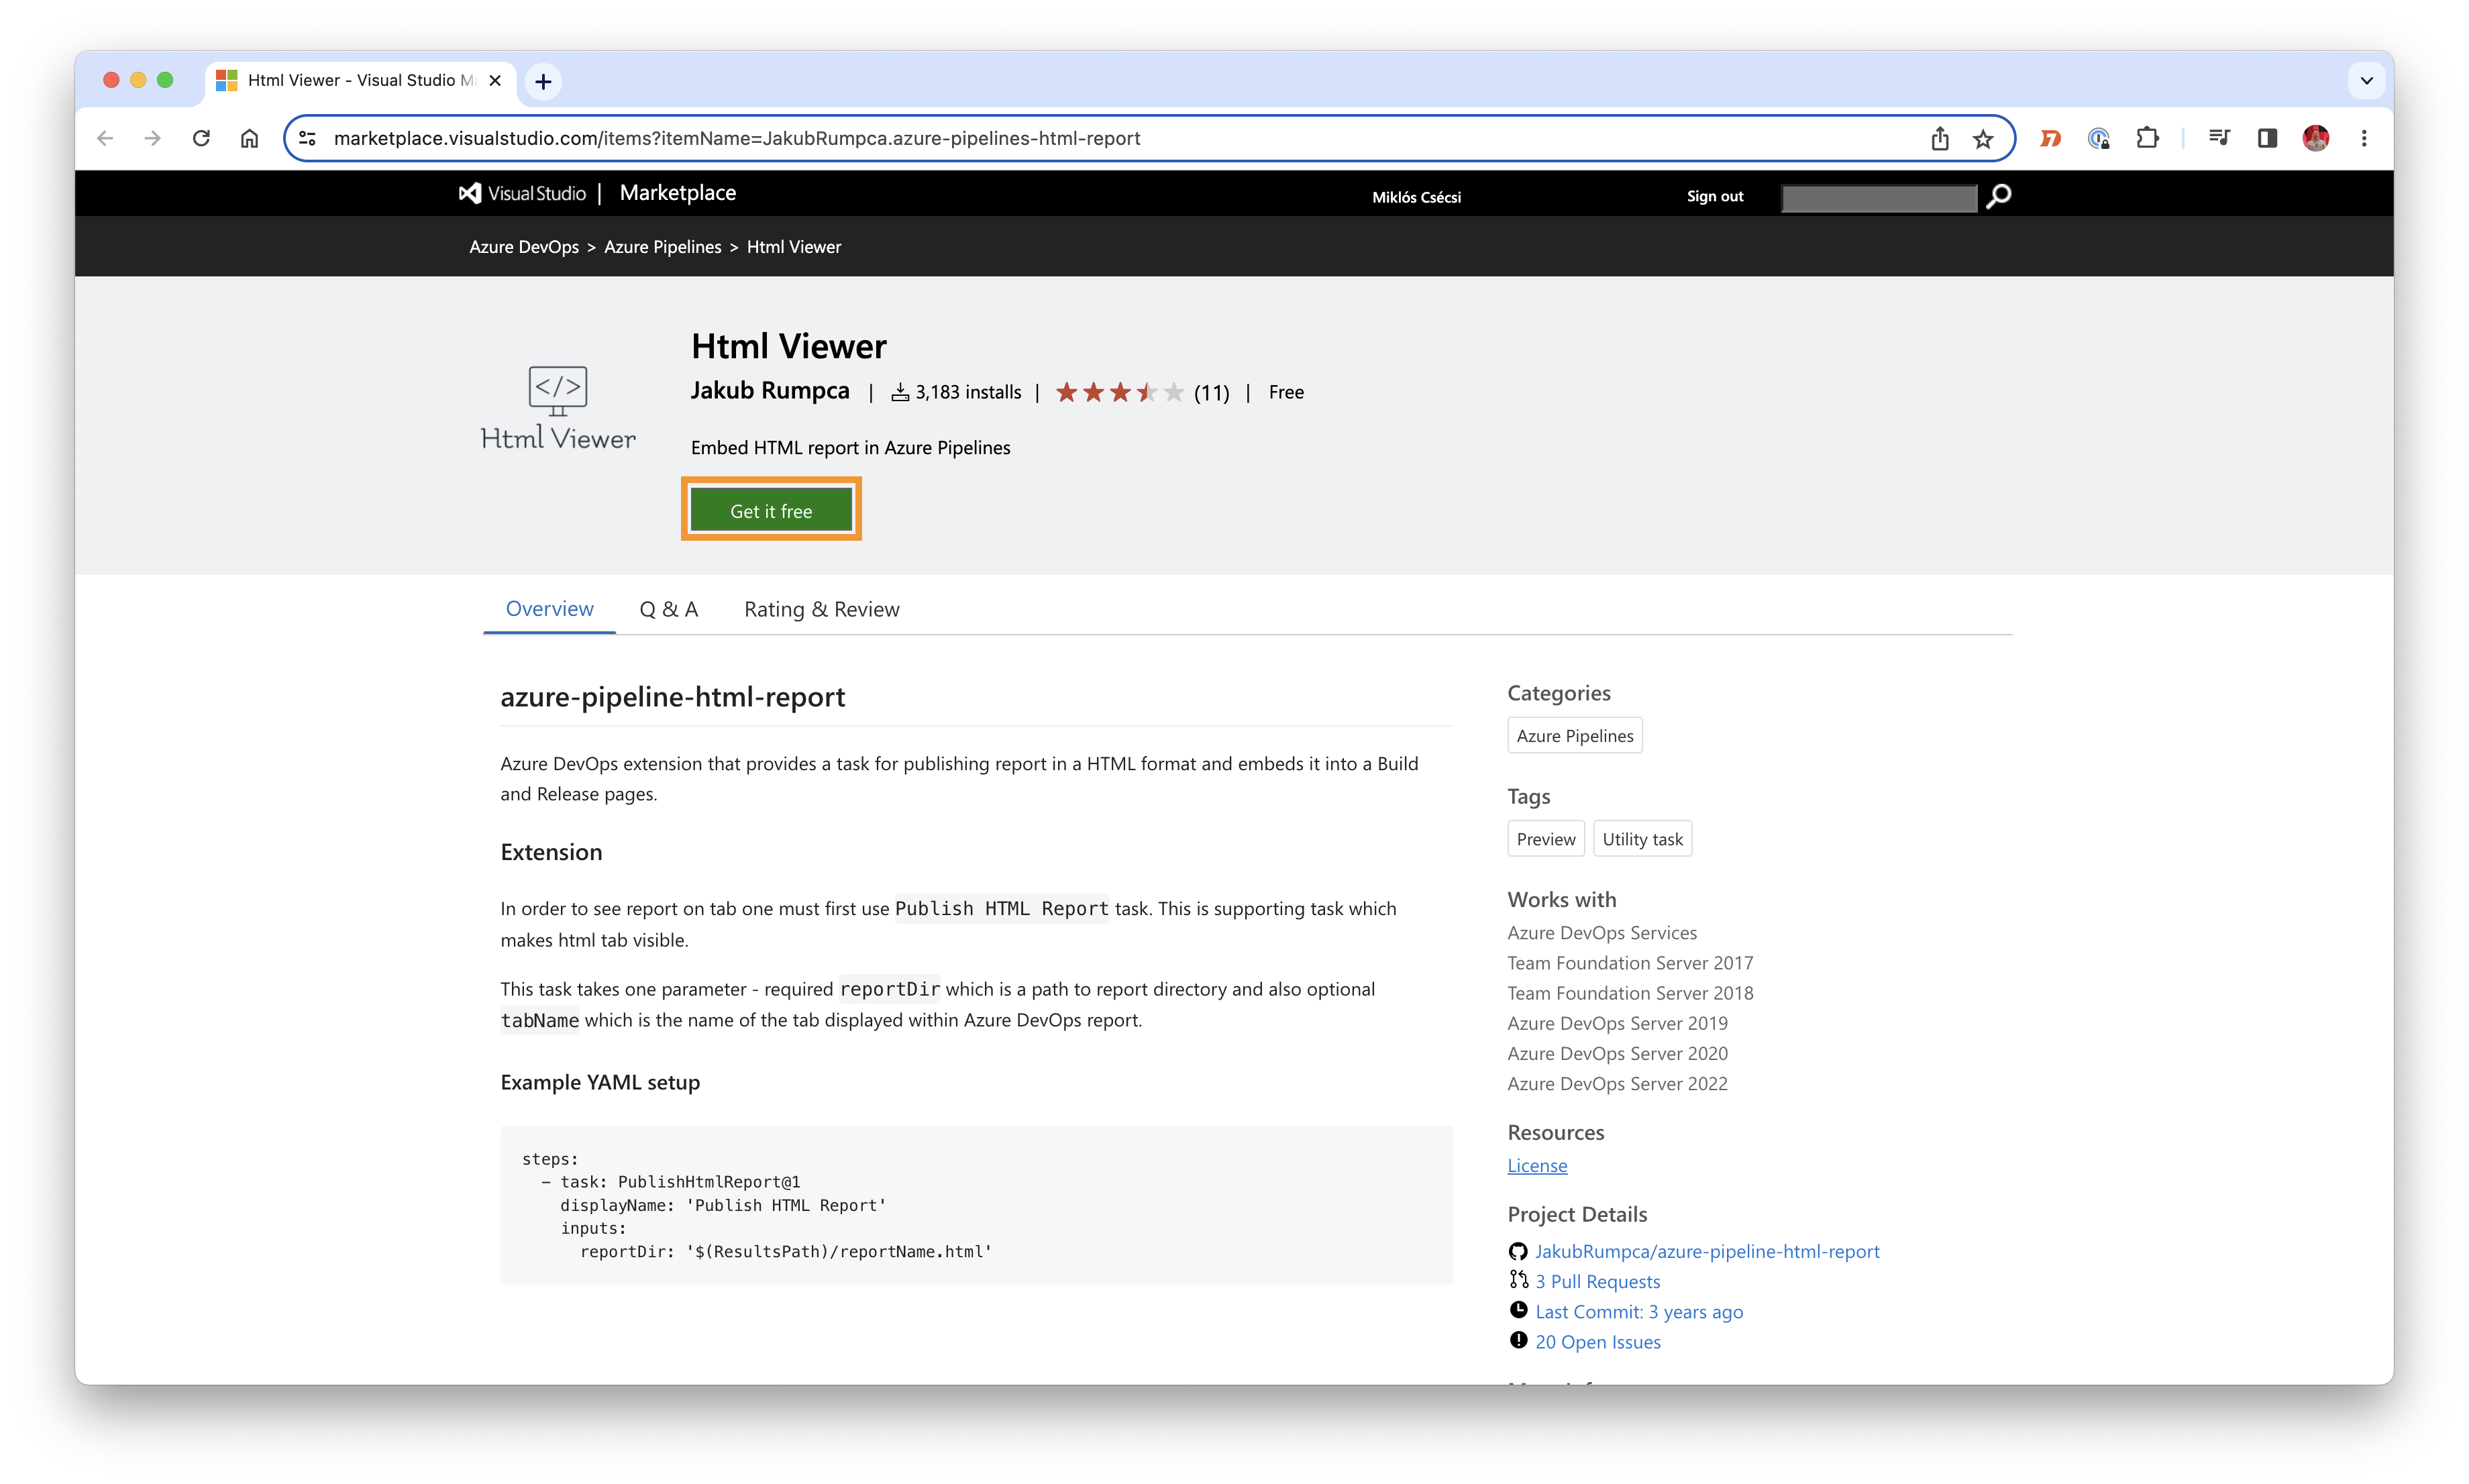 Html Viewer - Visual Studio Ma
marketplace.visualstudio.com/items?itemName=JakubRumpca.azure-pipelines-html-report
Visual Studio | Marketplace
Miklós Csécsi
Sign out
Azure DevOps > Azure Pipelines > Html Viewer
</>
Html Viewer
Html Viewer
Jakub Rumpca | 3,183 installs | (11) | Free
Embed HTML report in Azure Pipelines
Get it free
Overview Q & A Rating & Review
azure-pipeline-html-report
Azure DevOps extension that provides a task for publishing report in a HTML format and embeds it into a Build
and Release pages.
Extension
In order to see report on tab one must first use Publish HTML Report task. This is supporting task which
makes html tab visible.
This task takes one parameter - required reportDir which is a path to report directory and also optional
tabName which is the name of the tab displayed within Azure DevOps report.
Example YAML setup
steps:
- task: PublishHtmlReport@1
displayName: 'Publish HTML Report'
inputs:
reportDir: '$(ResultsPath)/reportName.html'
Categories
Azure Pipelines
Tags
Preview Utility task
Works with
Azure DevOps Services
Team Foundation Server 2017
Team Foundation Server 2018
Azure DevOps Server 2019
Azure DevOps Server 2020
Azure DevOps Server 2022
Resources
License
Project Details
JakubRumpca/azure-pipeline-html-report
3 Pull Requests
Last Commit: 3 years ago
20 Open Issues